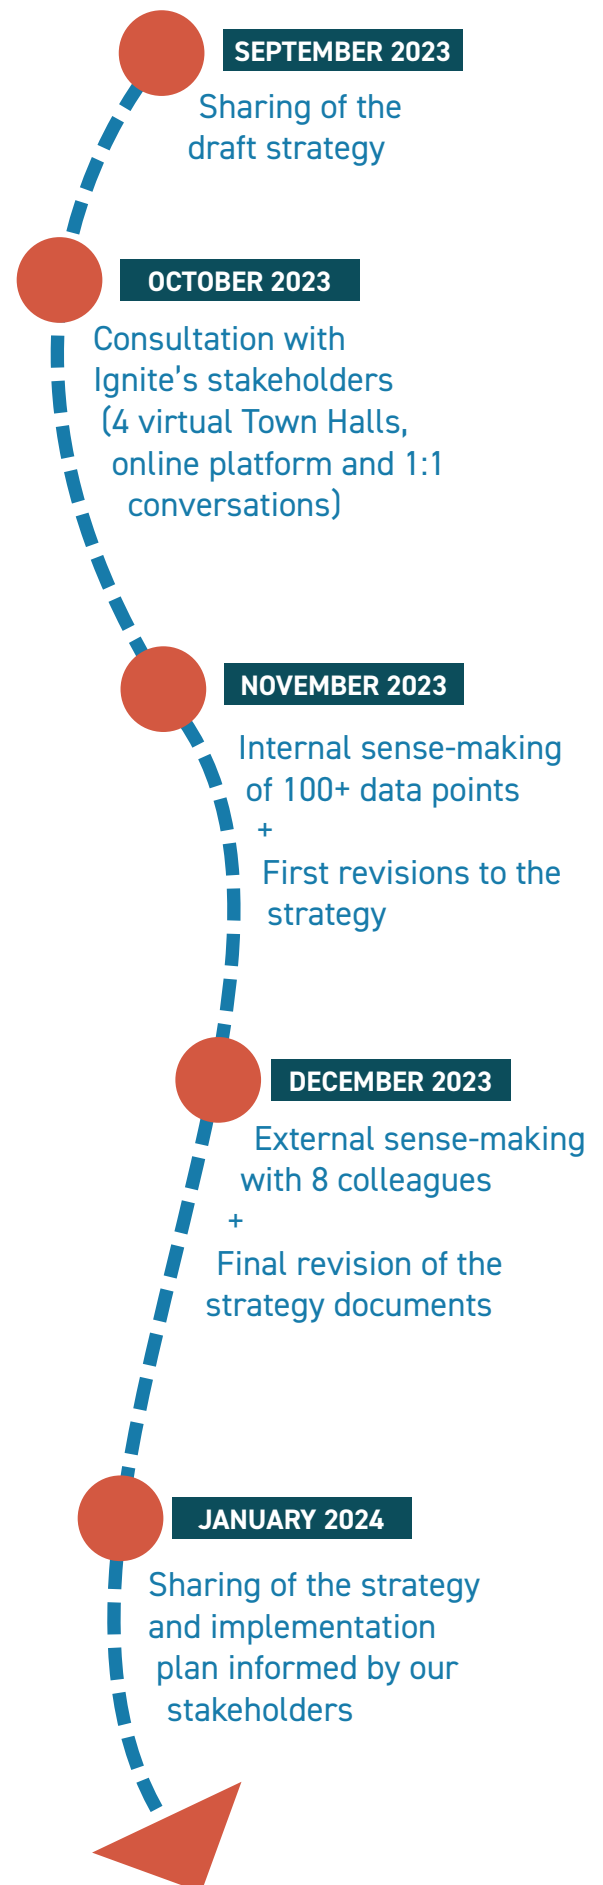 SEPTEMBER 2023
Sharing of the
draft strategy
OCTOBER 2023
Consultation with
Ignite's stakeholders
(4 virtual Town Halls,
online platform and 1:1
conversations)
NOVEMBER 2023
Internal sense-making
of 100+ data points
+
First revisions to the
strategy
DECEMBER 2023
External sense-making
with 8 colleagues
+
Final revision of the
strategy documents
JANUARY 2024
Sharing of the strategy
and implementation
plan informed by our
stakeholders